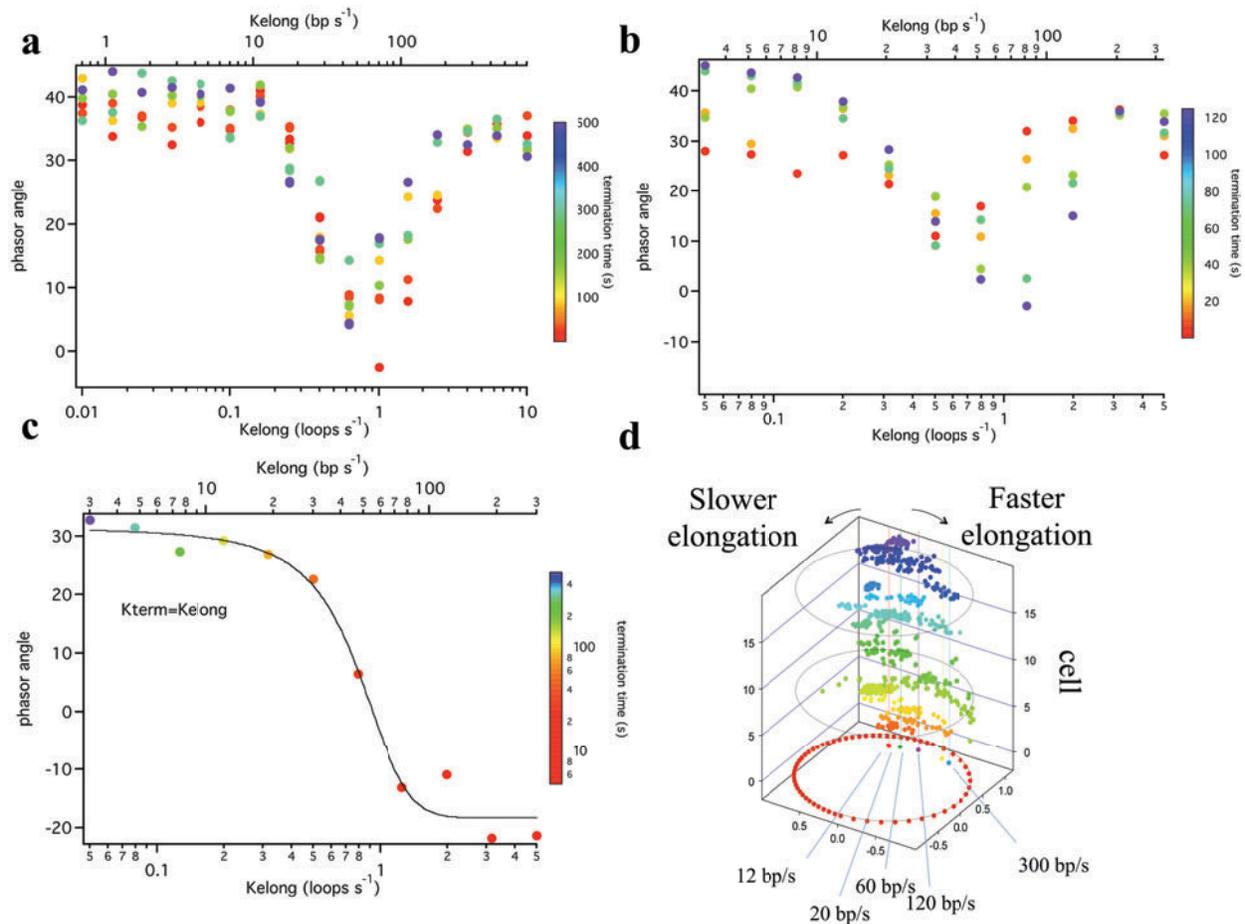 a
Kelong (bp s⁻¹)
1 10 100
phasor angle
40
30
20
10
0
0.01 0.1 1 10
Kelong (loops s⁻¹)
500
400
300
200
100
termination time (s)
b
Kelong (bp s⁻¹)
4 5 6 7 8 9 10 2 3 4 5 6 7 8 9 100 2 3
phasor angle
40
30
20
10
0
-10
5 6 7 8 9 0.1 2 3 4 5 6 7 8 9 1 2 3 4 5
Kelong (loops s⁻¹)
120
100
80
60
40
20
termination time (s)
c
Kelong (bp s⁻¹)
3 4 5 6 7 8 10 2 3 4 5 6 7 8 100 2 3
phasor angle
30
20
10
0
-10
-20
Kterm=Kelong
5 6 7 8 0.1 2 3 4 5 6 7 8 1 2 3 4 5
Kelong (loops s⁻¹)
4
2
100
8
6
4
2
10
8
6
termination time (s)
d
Slower
elongation
Faster
elongation
15
10
5
0
15
10
5
0
cell
0.5 0.0 -0.5
-0.5 0.0 0.5 1.0
12 bp/s
20 bp/s
60 bp/s
120 bp/s
300 bp/s